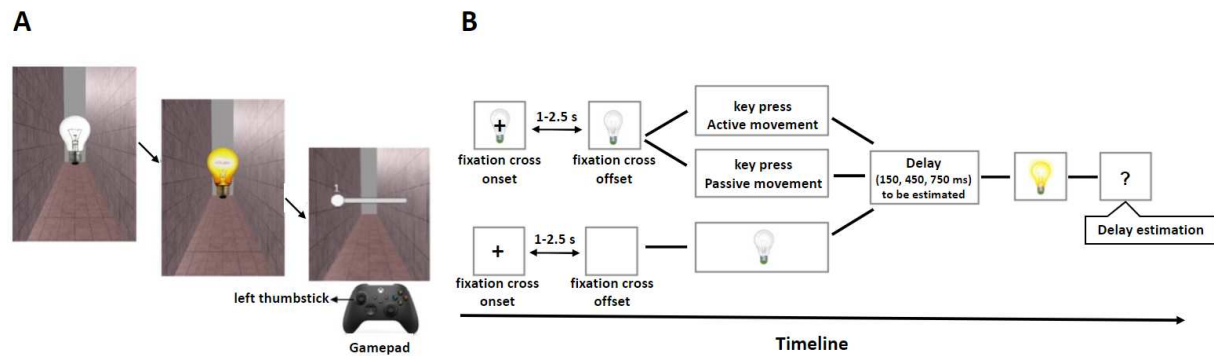 A
1
left thumbstick
Gamepad
B
+
1-2.5 s
fixation cross
onset
fixation cross
offset
key press
Active movement
key press
Passive movement
Delay
(150, 450, 750 ms)
to be estimated
?
Delay estimation
+
1-2.5 s
fixation cross
onset
fixation cross
offset
Timeline